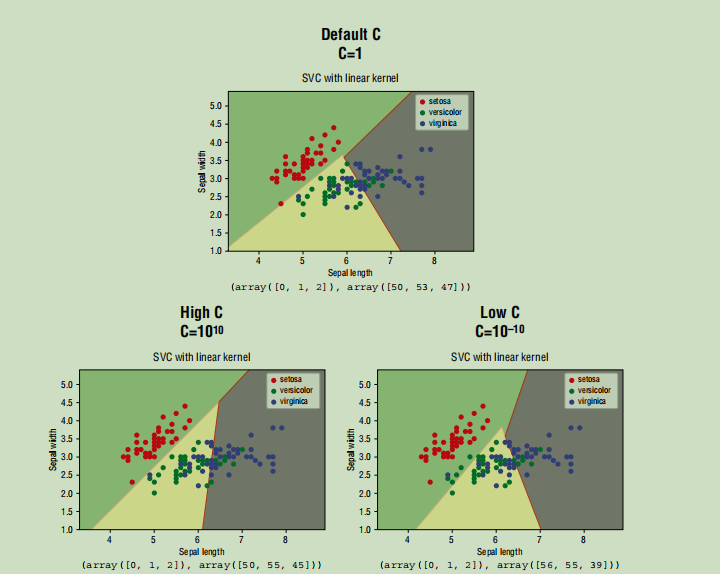 Default C
C=1
SVC with linear kernel
setosa
versicolor
virginica
5.0
4.5
4.0
3.5
3.0
2.5
2.0
1.5
1.0
Sepal width
4 5 6 7 8
Sepal length
(array([0, 1, 2]), array([50, 53, 47]))
High C
C=10¹⁰
SVC with linear kernel
setosa
versicolor
virginica
5.0
4.5
4.0
3.5
3.0
2.5
2.0
1.5
1.0
Sepal width
4 5 6 7 8
Sepal length
(array([0, 1, 2]), array([50, 55, 45]))
Low C
C=10⁻¹⁰
SVC with linear kernel
setosa
versicolor
virginica
5.0
4.5
4.0
3.5
3.0
2.5
2.0
1.5
1.0
Sepal width
4 5 6 7 8
Sepal length
(array([0, 1, 2]), array([56, 55, 39]))